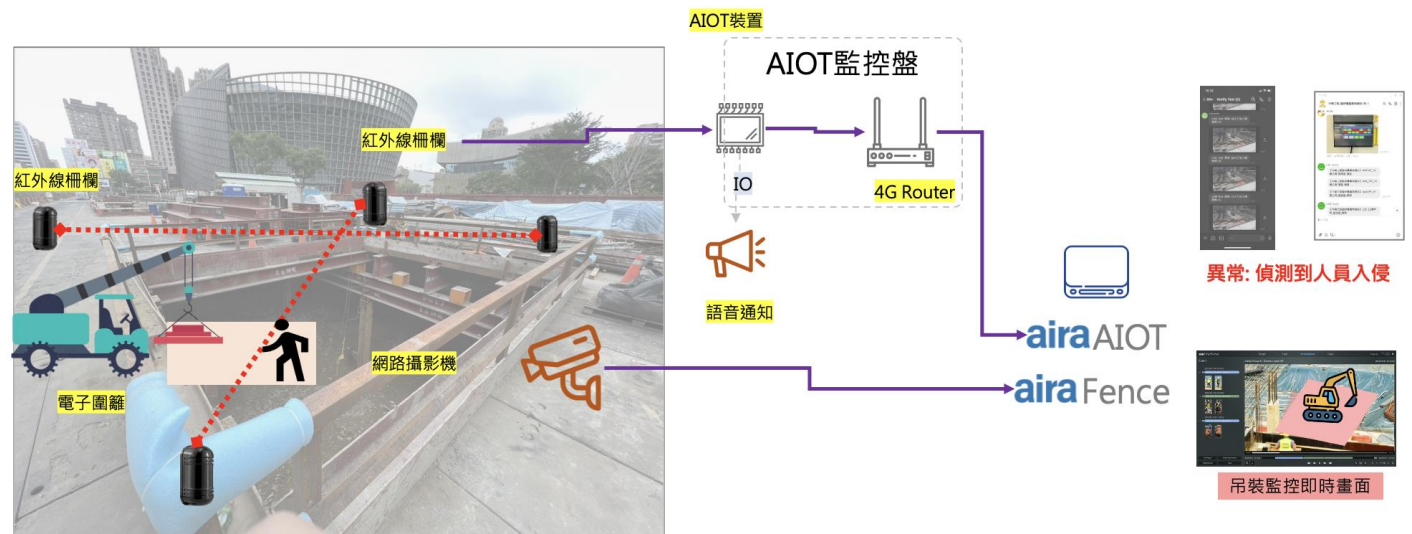 AIOT裝置
AIOT監控盤
紅外線柵欄
紅外線柵欄
IO
4G Router
語音通知
網路攝影機
電子圍籬
aira AIOT
aira Fence
異常: 偵測到人員入侵
吊裝監控即時畫面